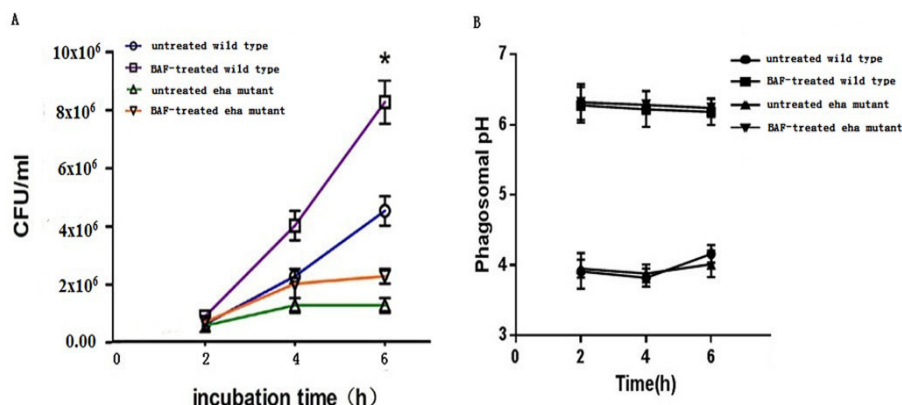 A
10x10⁶
8x10⁶
6x10⁶
4x10⁶
2x10⁶
0.00
CFU/ml
untreated wild type
BAF-treated wild type
untreated eha mutant
BAF-treated eha mutant
*
0 2 4 6
incubation time (h)
B
7
6
5
4
3
Phagosomal pH
untreated wild type
BAF-treated wild type
untreated eha mutant
BAF-treated eha mutant
0 2 4 6
Time(h)